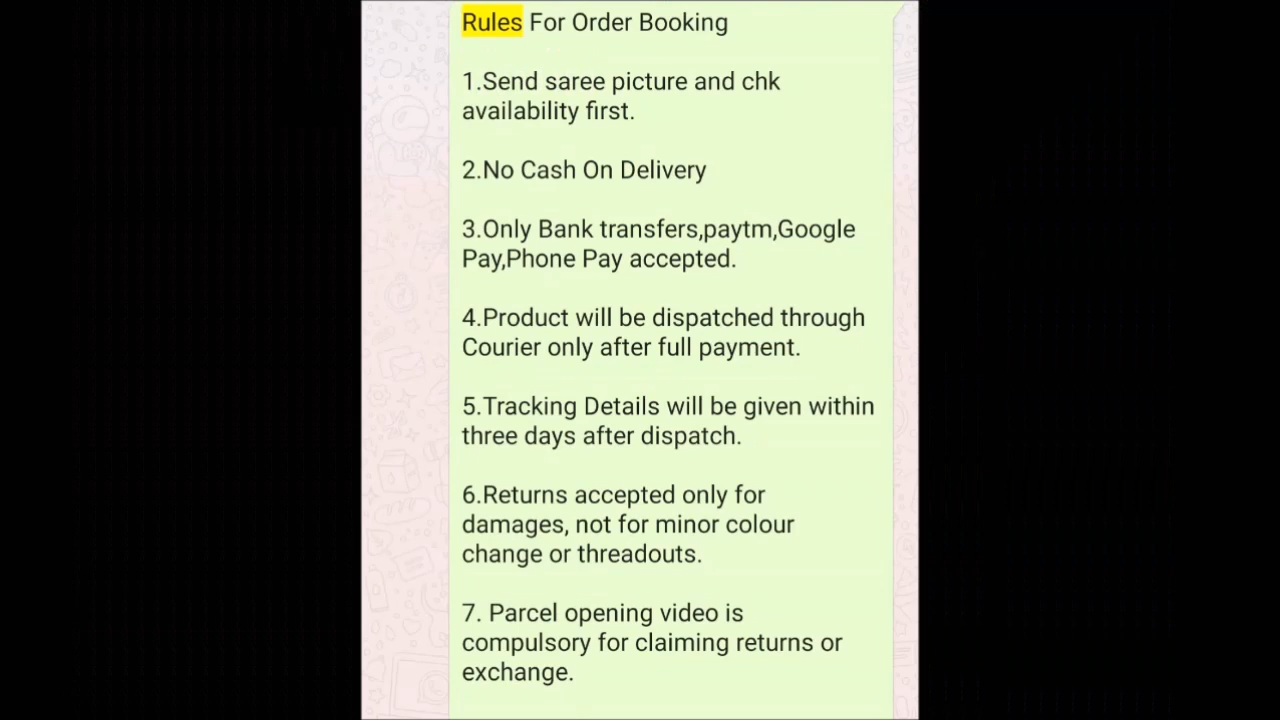 Rules For Order Booking
1.Send saree picture and chk
availability first.
2.No Cash On Delivery
3.Only Bank transfers,paytm,Google
Pay,Phone Pay accepted.
4.Product will be dispatched through
Courier only after full payment.
5.Tracking Details will be given within
three days after dispatch.
6.Returns accepted only for
damages, not for minor colour
change or threadouts.
7. Parcel opening video is
compulsory for claiming returns or
exchange.